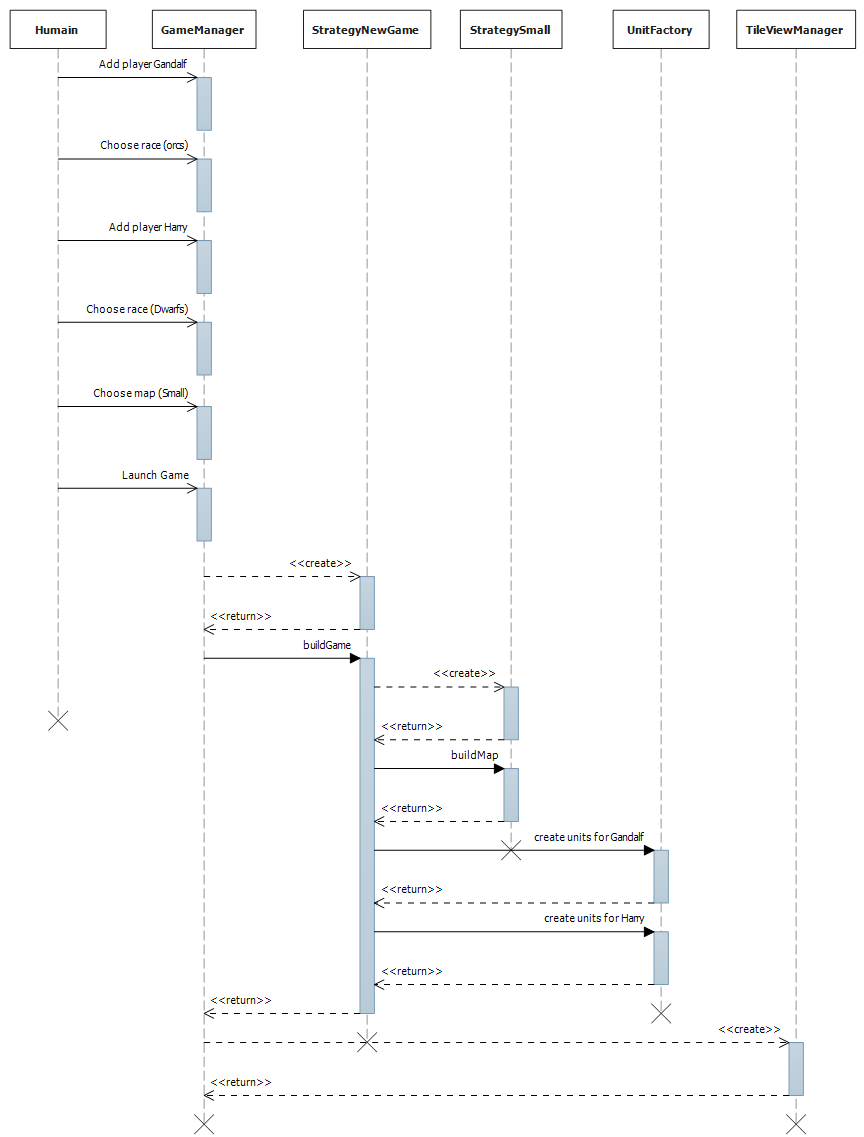 Humain
GameManager
StrategyNewGame
StrategySmall
UnitFactory
TileViewManager
Add player Gandalf
Choose race (orcs)
Add player Harry
Choose race (Dwarfs)
Choose map (Small)
Launch Game
<<create>>
<<return>>
buildGame
<<create>>
<<return>>
buildMap
<<return>>
create units for Gandalf
<<return>>
create units for Harry
<<return>>
<<return>>
<<create>>
<<return>>